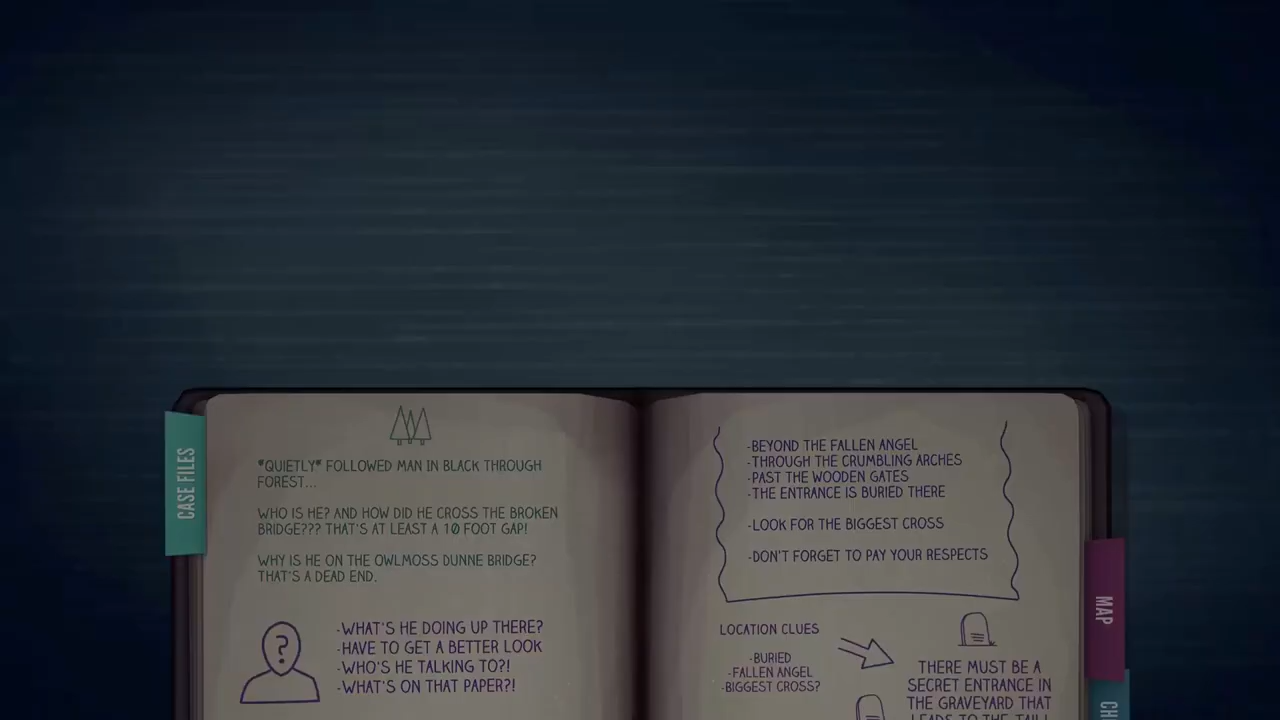 CASE FILES
*QUIETLY* FOLLOWED MAN IN BLACK THROUGH
FOREST...
WHO IS HE? AND HOW DID HE CROSS THE BROKEN
BRIDGE??? THAT'S AT LEAST A 10 FOOT GAP!
WHY IS HE ON THE OWLMOSS DUNNE BRIDGE?
THAT'S A DEAD END.
?
-WHAT'S HE DOING UP THERE?
-HAVE TO GET A BETTER LOOK
-WHO'S HE TALKING TO?!
-WHAT'S ON THAT PAPER?!
-BEYOND THE FALLEN ANGEL
-THROUGH THE CRUMBLING ARCHES
-PAST THE WOODEN GATES
-THE ENTRANCE IS BURIED THERE
-LOOK FOR THE BIGGEST CROSS
-DON'T FORGET TO PAY YOUR RESPECTS
LOCATION CLUES
-BURIED
-FALLEN ANGEL
-BIGGEST CROSS?
THERE MUST BE A
SECRET ENTRANCE IN
THE GRAVEYARD THAT
LEADS TO THE
MAP
CH